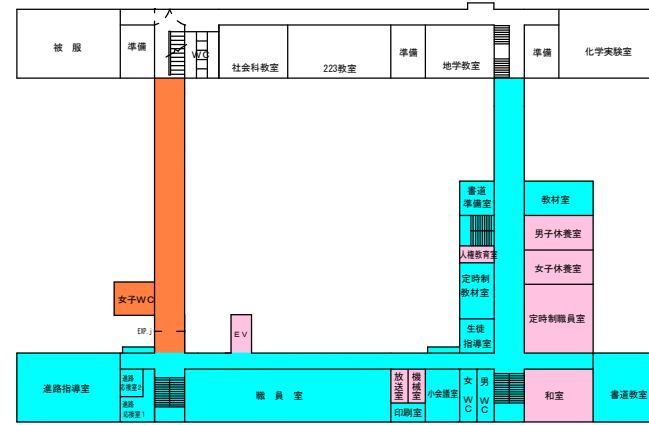 被 服
準備
WC
社会科教室
223教室
準備
地学教室
準備
化学実験室
書道
準備室
教材室
男子休養室
人権教育室
女子休養室
定時制
教材室
女子WC
定時制職員室
EXP.j
EV
生徒
指導室
進路指導室
進路
応接室2
進路
応接室1
職 員 室
放送室
機械室
印刷室
小会議室
女 WC
男 WC
和室
書道教室